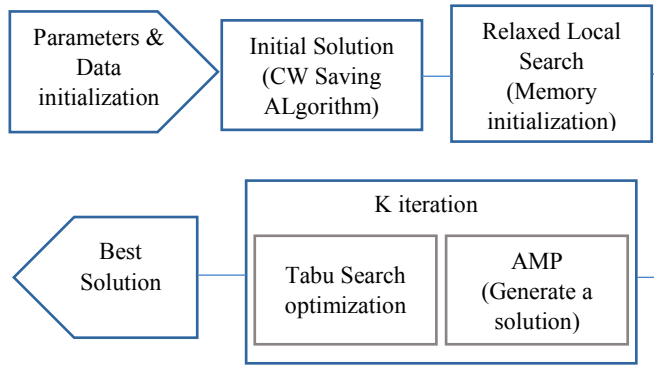 Parameters &
Data
initialization
Initial Solution
(CW Saving
ALgorithm)
Relaxed Local
Search
(Memory
initialization)
K iteration
Best
Solution
Tabu Search
optimization
AMP
(Generate a
solution)